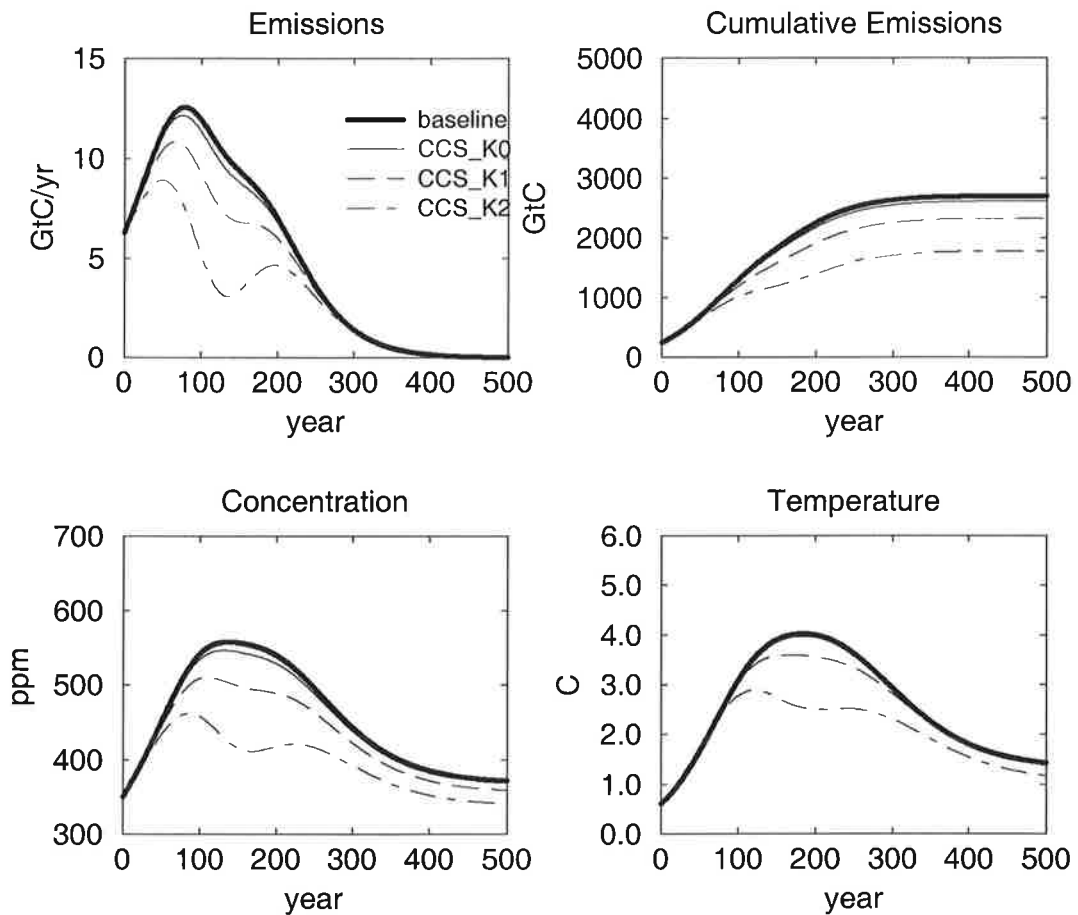 Emissions
15
10
5
0
GtC/yr
0 100 200 300 400 500
year
baseline
CCS_K0
CCS_K1
CCS_K2
Cumulative Emissions
5000
4000
3000
2000
1000
0
GtC
0 100 200 300 400 500
year
Concentration
700
600
500
400
300
ppm
0 100 200 300 400 500
year
Temperature
6.0
5.0
4.0
3.0
2.0
1.0
0.0
C
0 100 200 300 400 500
year